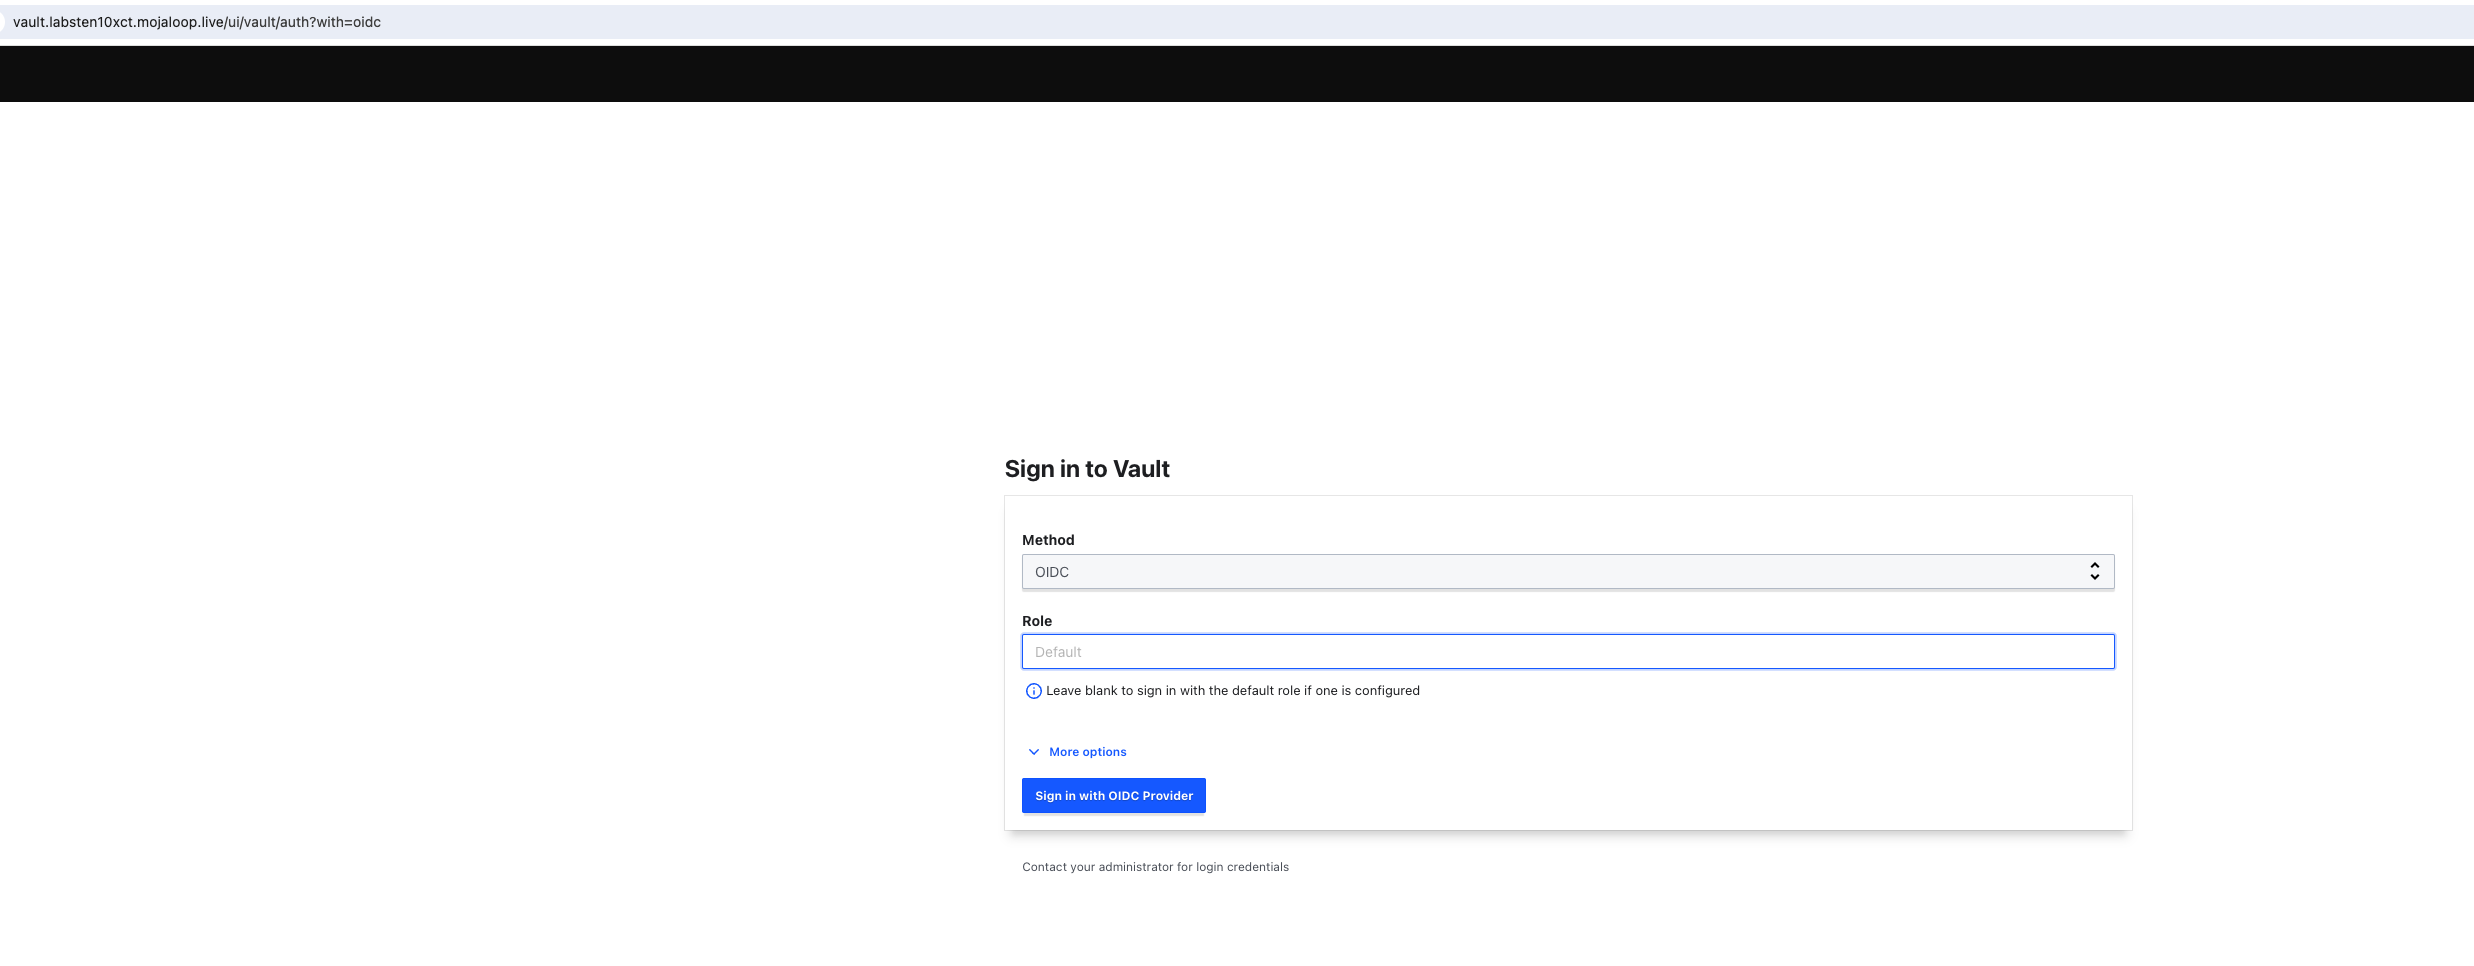 vault.labsten10xct.mojaloop.live/ui/vault/auth?with=oidc
Sign in to Vault
Method
OIDC
Role
Default
Leave blank to sign in with the default role if one is configured
More options
Sign in with OIDC Provider
Contact your administrator for login credentials